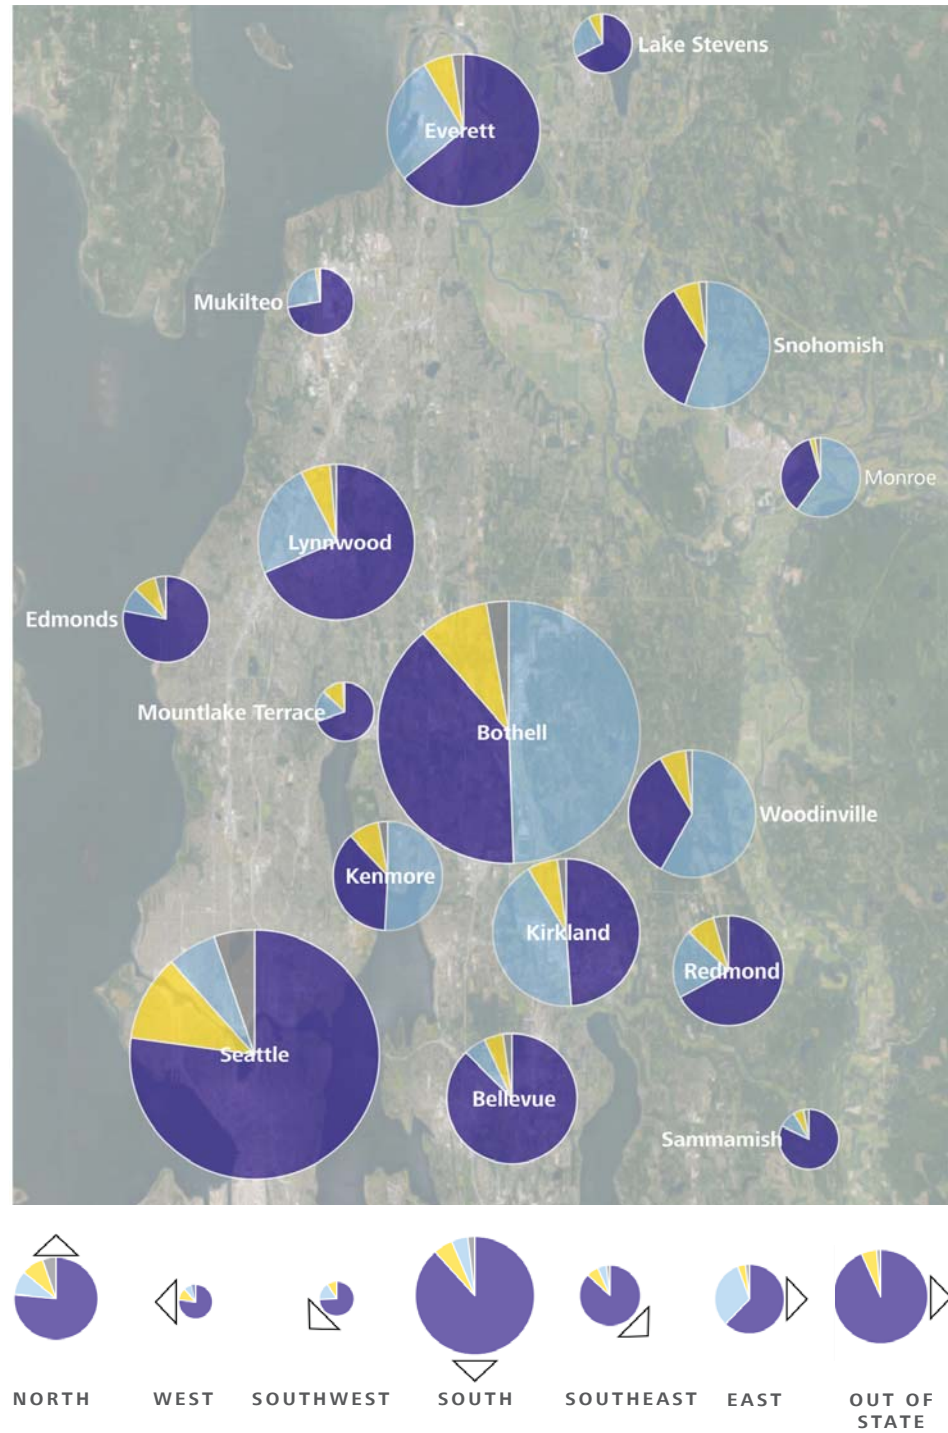 Lake Stevens
Everett
Mukilteo
Snohomish
Monroe
Lynnwood
Edmonds
Mountlake Terrace
Bothell
Woodinville
Kenmore
Kirkland
Redmond
Seattle
Bellevue
Sammamish
NORTH
WEST
SOUTHWEST
SOUTH
SOUTHEAST
EAST
OUT OF
STATE